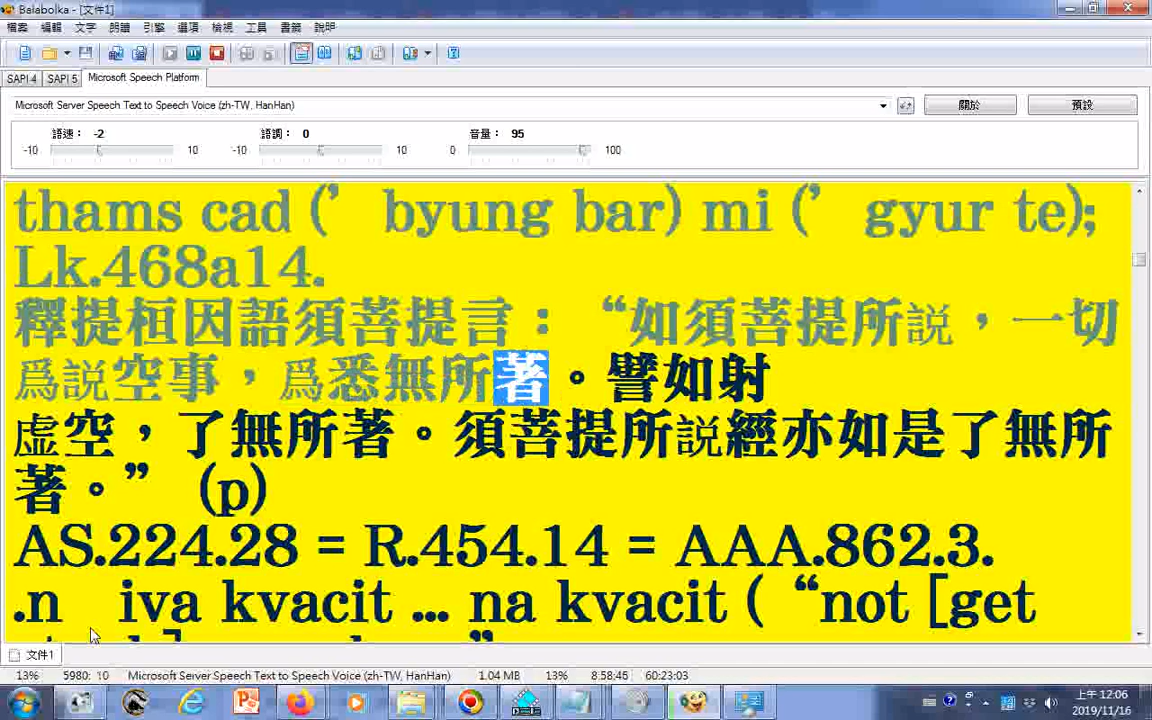 Balabolka - [文件1]
檔案 編輯 文字 朗讀 引擎 選項 檢視 工具 書籤 說明
SAPI 4 SAPI 5 Microsoft Speech Platform
Microsoft Server Speech Text to Speech Voice (zh-TW, HanHan) 關於 預設
語速： -2 語調： 0 音量： 95
-10 10 -10 10 0 100
thams cad (’ byung bar) mi (’ gyur te);
Lk.468a14.
釋提桓因語須菩提言：“如須菩提所説，一切
爲説空事，爲悉無所著。譬如射
虛空，了無所著。須菩提所説經亦如是了無所
著。” (p)
AS.224.28 = R.454.14 = AAA.862.3.
.n iva kvacit ... na kvacit ( “not [get
文件1
13% 5980: 10 Microsoft Server Speech Text to Speech Voice (zh-TW, HanHan) 1.04 MB 13% 8:58:45 60:23:03
上午 12:06
2019/11/16